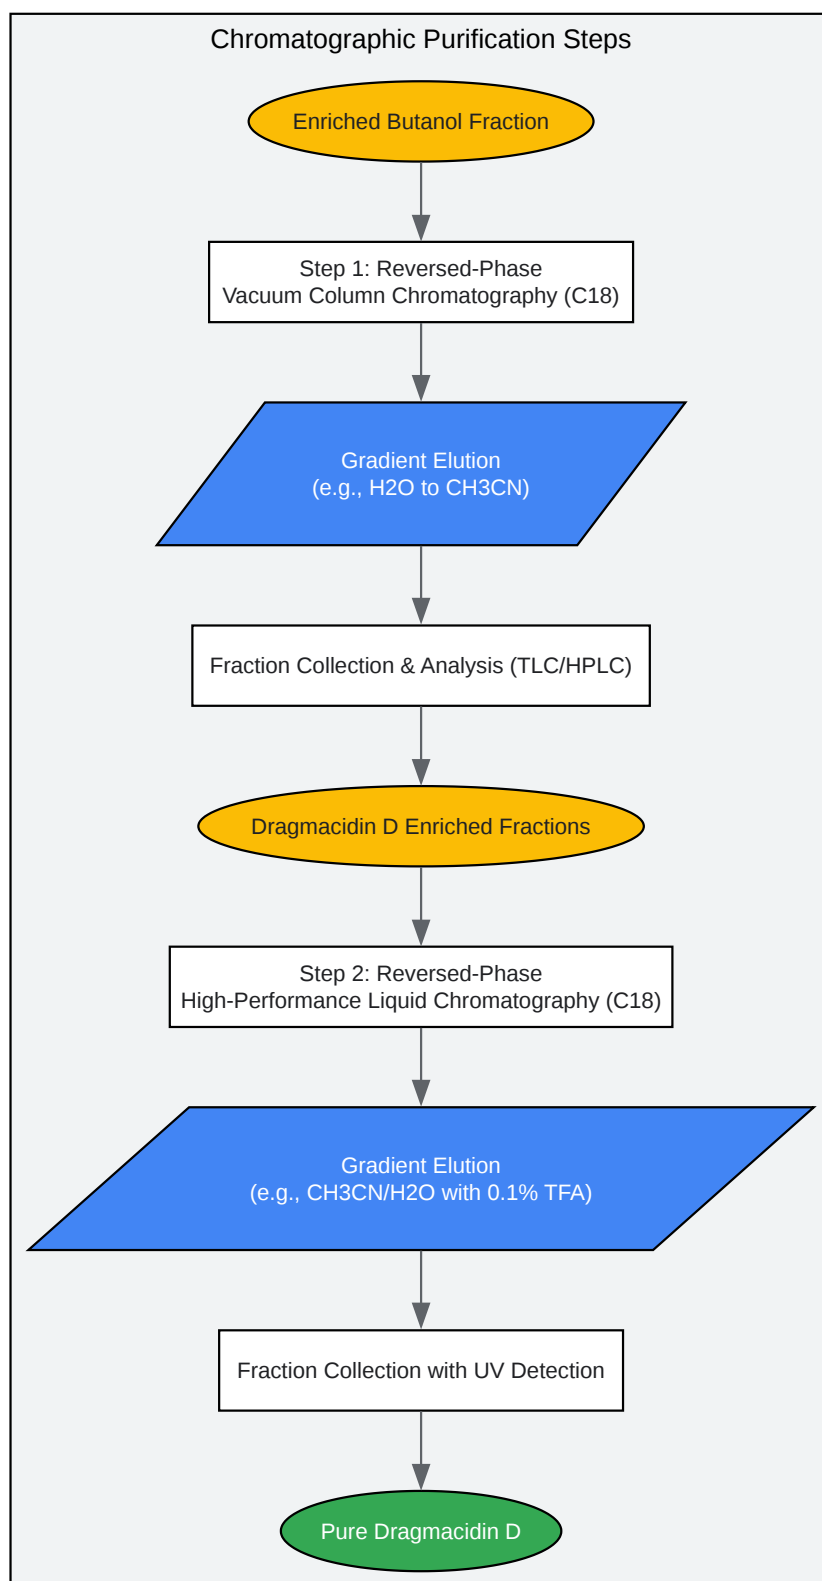 Chromatographic Purification Steps
Enriched Butanol Fraction
Step 1: Reversed-Phase
Vacuum Column Chromatography (C18)
Gradient Elution
(e.g., H2O to CH3CN)
Fraction Collection & Analysis (TLC/HPLC)
Dragmacidin D Enriched Fractions
Step 2: Reversed-Phase
High-Performance Liquid Chromatography (C18)
Gradient Elution
(e.g., CH3CN/H2O with 0.1% TFA)
Fraction Collection with UV Detection
Pure Dragmacidin D